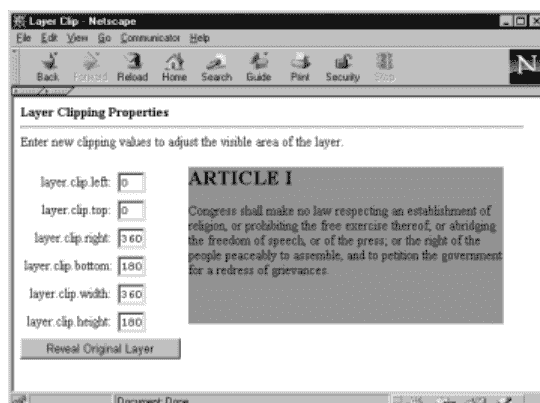 Layer Clip - Netscape
File Edit View Go Communicator Help
Back Forward Reload Home Search Guide Print Security Stop
N
Layer Clipping Properties
Enter new clipping values to adjust the visible area of the layer.
layer.clip.left: 0
layer.clip.top: 0
layer.clip.right: 360
layer.clip.bottom: 180
layer.clip.width: 360
layer.clip.height: 180
Reveal Original Layer
ARTICLE I
Congress shall make no law respecting an establishment of
religion, or prohibiting the free exercise thereof; or abridging
the freedom of speech, or of the press; or the right of the
people peaceably to assemble, and to petition the government
for a redress of grievances.
Document: Done